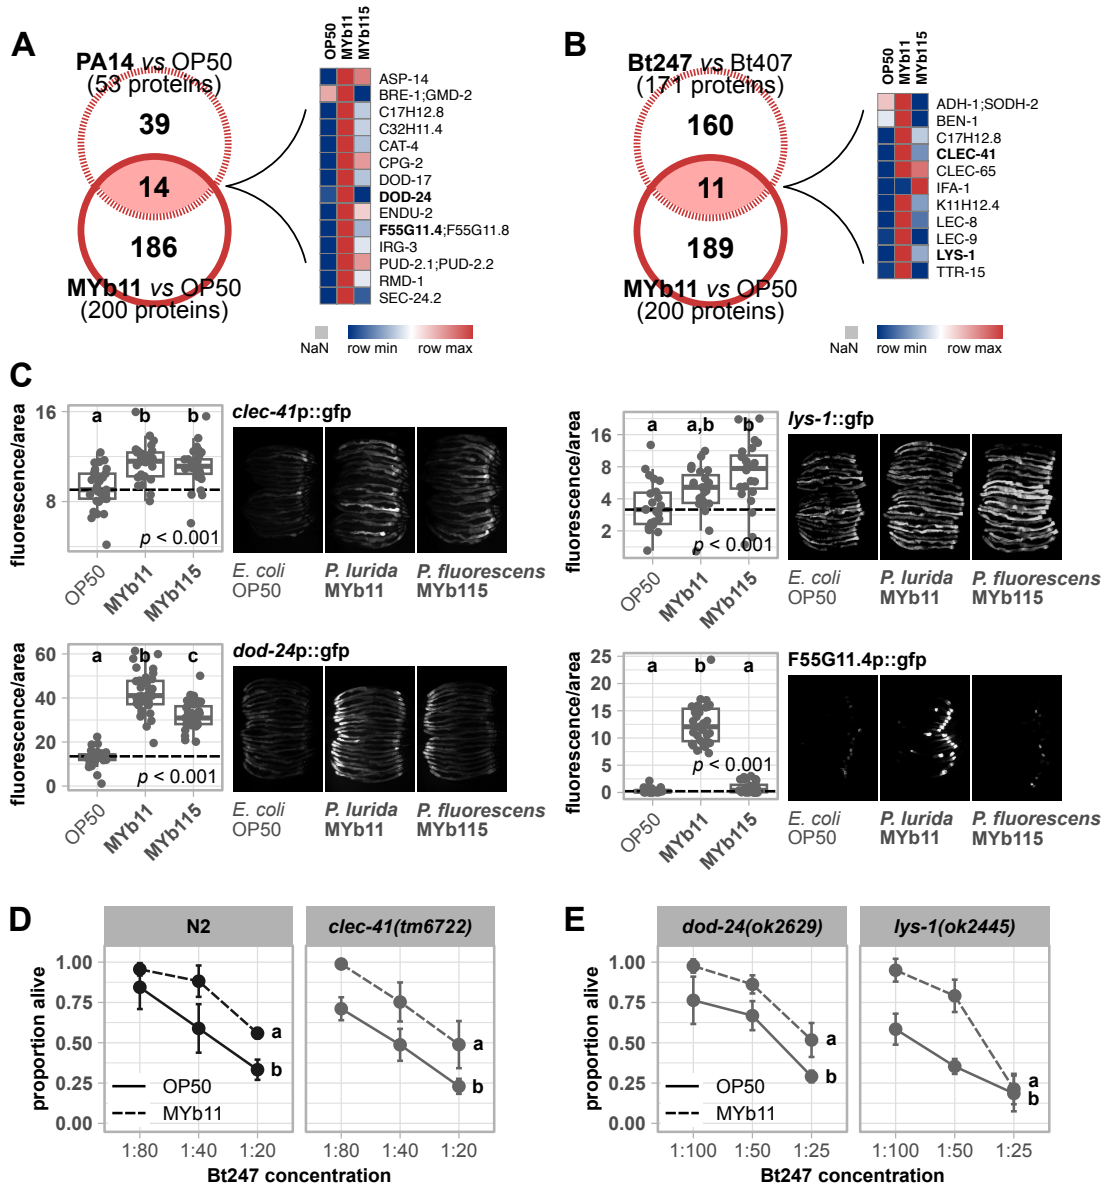 A
PA14 vs OP50
(53 proteins)
39
14
186
MYb11 vs OP50
(200 proteins)
OP50
MYb11
MYb115
ASP-14
BRE-1;GMD-2
C17H12.8
C32H11.4
CAT-4
CPG-2
DOD-17
DOD-24
ENDU-2
F55G11.4;F55G11.8
IRG-3
PUD-2.1;PUD-2.2
RMD-1
SEC-24.2
NaN
row min
row max
B
Bt247 vs Bt407
(171 proteins)
160
11
189
MYb11 vs OP50
(200 proteins)
OP50
MYb11
MYb115
ADH-1;SODH-2
BEN-1
C17H12.8
CLEC-41
CLEC-65
IFA-1
K11H12.4
LEC-8
LEC-9
LYS-1
TTR-15
NaN
row min
row max
C
fluorescence/area
16
8
a
b
b
p < 0.001
OP50
MYb11
MYb115
clec-41p::gfp
E. coli
OP50
P. lurida
MYb11
P. fluorescens
MYb115
fluorescence/area
16
8
4
2
a
a,b
b
p < 0.001
OP50
MYb11
MYb115
lys-1::gfp
E. coli
OP50
P. lurida
MYb11
P. fluorescens
MYb115
fluorescence/area
60
40
20
0
a
b
c
p < 0.001
OP50
MYb11
MYb115
dod-24p::gfp
E. coli
OP50
P. lurida
MYb11
P. fluorescens
MYb115
fluorescence/area
25
20
15
10
5
0
a
b
a
p < 0.001
OP50
MYb11
MYb115
F55G11.4p::gfp
E. coli
OP50
P. lurida
MYb11
P. fluorescens
MYb115
D
N2
clec-41(tm6722)
proportion alive
1.00
0.75
0.50
0.25
0.00
a
b
a
b
OP50
MYb11
1:80
1:40
1:20
1:80
1:40
1:20
Bt247 concentration
E
dod-24(ok2629)
lys-1(ok2445)
proportion alive
1.00
0.75
0.50
0.25
0.00
a
b
a
b
OP50
MYb11
1:100
1:50
1:25
1:100
1:50
1:25
Bt247 concentration